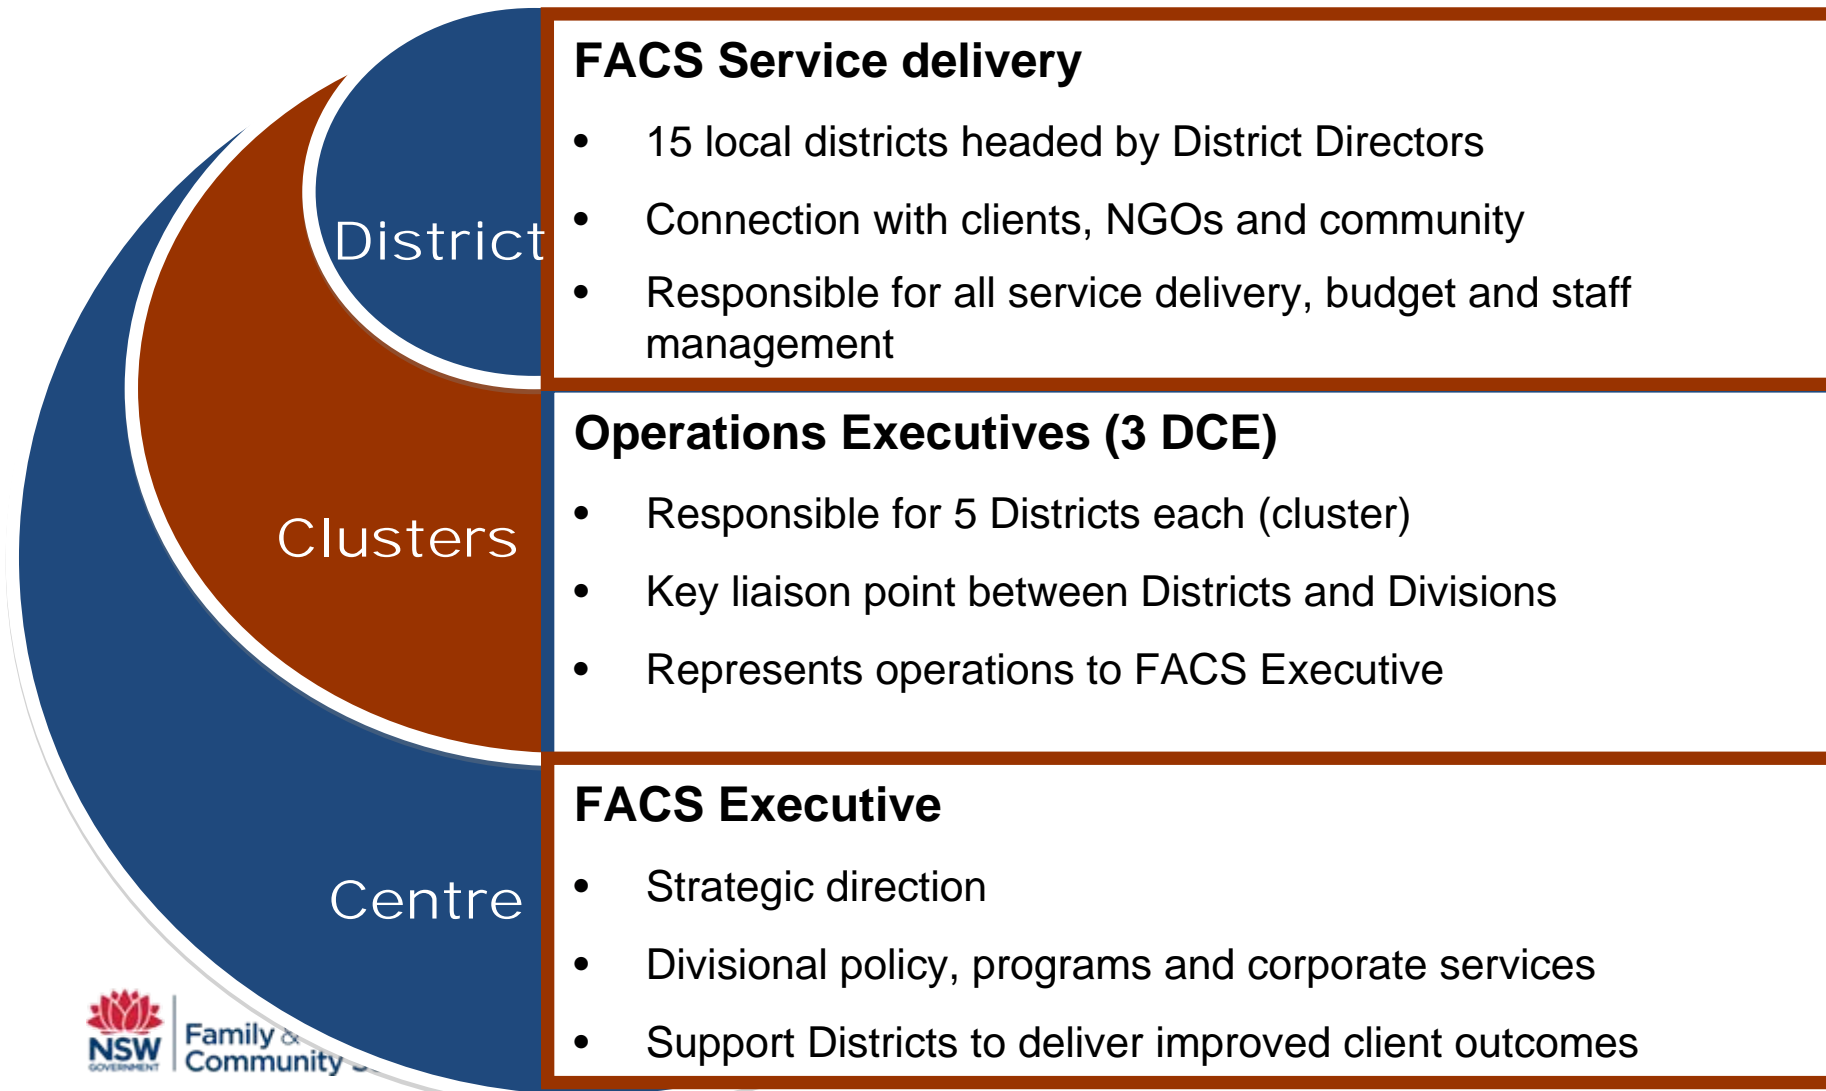 FACS Service delivery
• 15 local districts headed by District Directors
District
• Connection with clients, NGOs and community
• Responsible for all service delivery, budget and staff
management
Operations Executives (3 DCE)
Clusters
• Responsible for 5 Districts each (cluster)
• Key liaison point between Districts and Divisions
• Represents operations to FACS Executive
FACS Executive
Centre
• Strategic direction
• Divisional policy, programs and corporate services
• Support Districts to deliver improved client outcomes
NSW
GOVERNMENT
Family &
Community